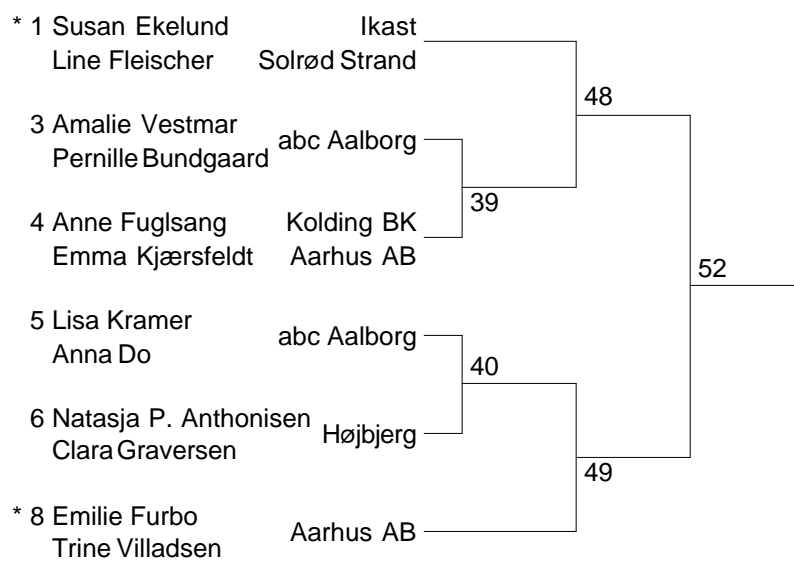 * 1 Susan Ekelund Ikast
Line Fleischer Solrød Strand
48
3 Amalie Vestmar
abc Aalborg
Pernille Bundgaard
39
4 Anne Fuglsang Kolding BK
Emma Kjærsfeldt Aarhus AB
52
5 Lisa Kramer
abc Aalborg
Anna Do
40
6 Natasja P. Anthonisen
Højbjerg
Clara Graversen
49
* 8 Emilie Furbo
Aarhus AB
Trine Villadsen